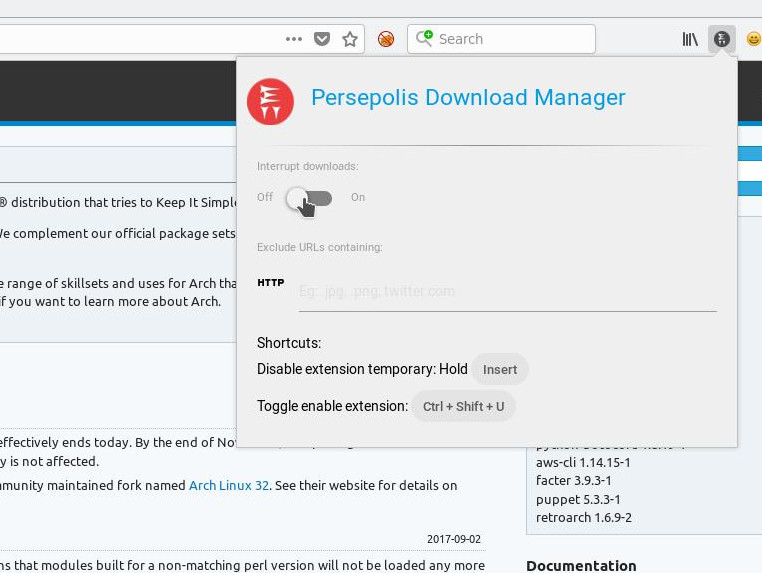 Search
Persepolis Download Manager
Interrupt downloads:
Off On
Exclude URLs containing:
HTTP Eg: .jpg, .png, twitter.com
Shortcuts:
Disable extension temporary: Hold Insert
Toggle enable extension: Ctrl + Shift + U
® distribution that tries to Keep It Simple
We complement our official package sets
e range of skillsets and uses for Arch tha
if you want to learn more about Arch.
effectively ends today. By the end of Nov
y is not affected.
mmunity maintained fork named Arch Linux 32. See their website for details on
2017-09-02
ns that modules built for a non-matching perl version will not be loaded any more
aws-cli 1.14.15-1
facter 3.9.3-1
puppet 5.3.3-1
retroarch 1.6.9-2
Documentation